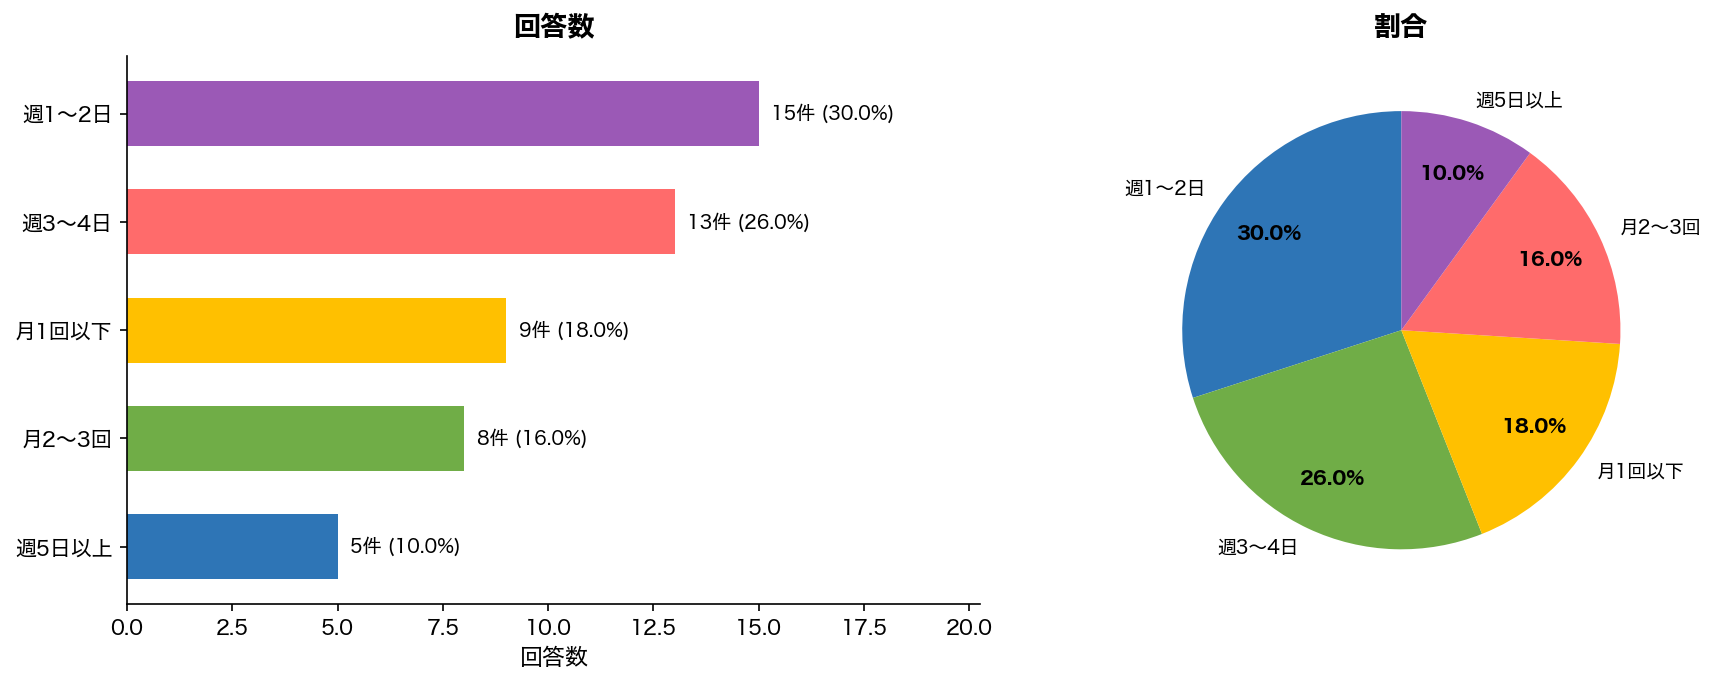 回答数
週1～2日
15件 (30.0%)
週3～4日
13件 (26.0%)
月1回以下
9件 (18.0%)
月2～3回
8件 (16.0%)
週5日以上
5件 (10.0%)
0.0 2.5 5.0 7.5 10.0 12.5 15.0 17.5 20.0
回答数
割合
週5日以上
10.0%
週1～2日
30.0%
月2～3回
16.0%
18.0%
月1回以下
26.0%
週3～4日